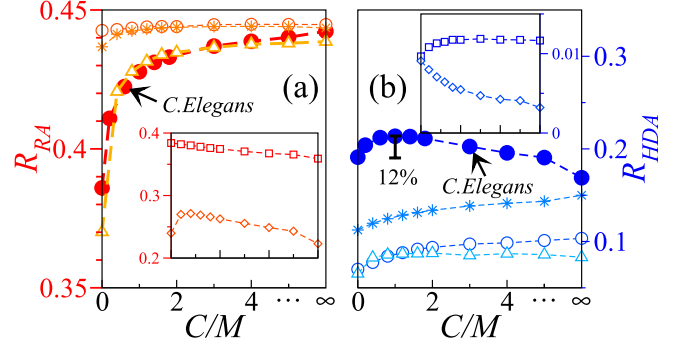 0.45
(a)
C.Elegans
R_RA
0.40
0.4
0.3
0.2
0.35
0 2 4 ··· ∞
C/M
(b)
0.01
0
0.3
0.2
0.1
R_HDA
12%
C.Elegans
0 2 4 ··· ∞
C/M